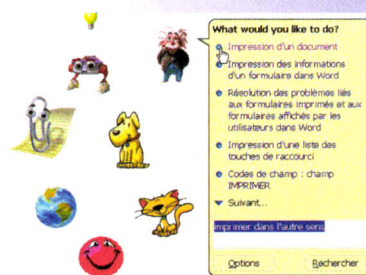 What would you like to do?
Impression d'un document
Impression des informations
d'un formulaire dans Word
Résolution des problèmes liés
aux formulaires imprimés et aux
formulaires affichés par les
utilisateurs dans Word
Impression d'une liste des
touches de raccourci
Codes de champ : champ
IMPRIMER
Suivant...
imprimer dans l'autre sens
Options
Rechercher